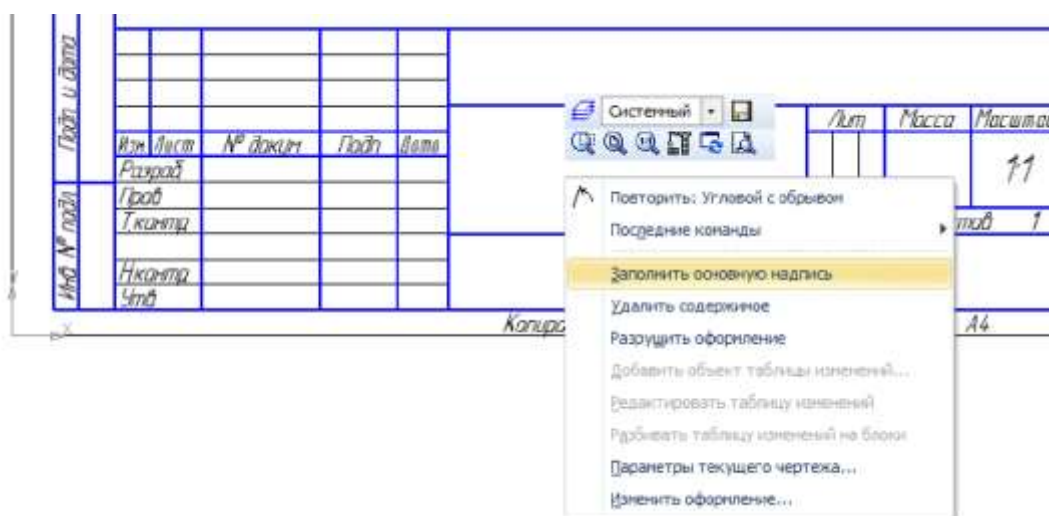 Подп и дата
Инв № подл
Изм Лист № докум Подп Дата
Разраб
Пров
Т.контр
Н.контр
Утв
Системный
Лит Масса Масштаб
1:1
1
Копиро
А4
Повторить: Угловой с обрывом
Последние команды
Заполнить основную надпись
Удалить содержимое
Разрушить оформление
Добавить объект таблицы изменений...
Редактировать таблицу изменений
Разбивать таблицу изменений на блоки
Параметры текущего чертежа...
Изменить оформление...
Y
X